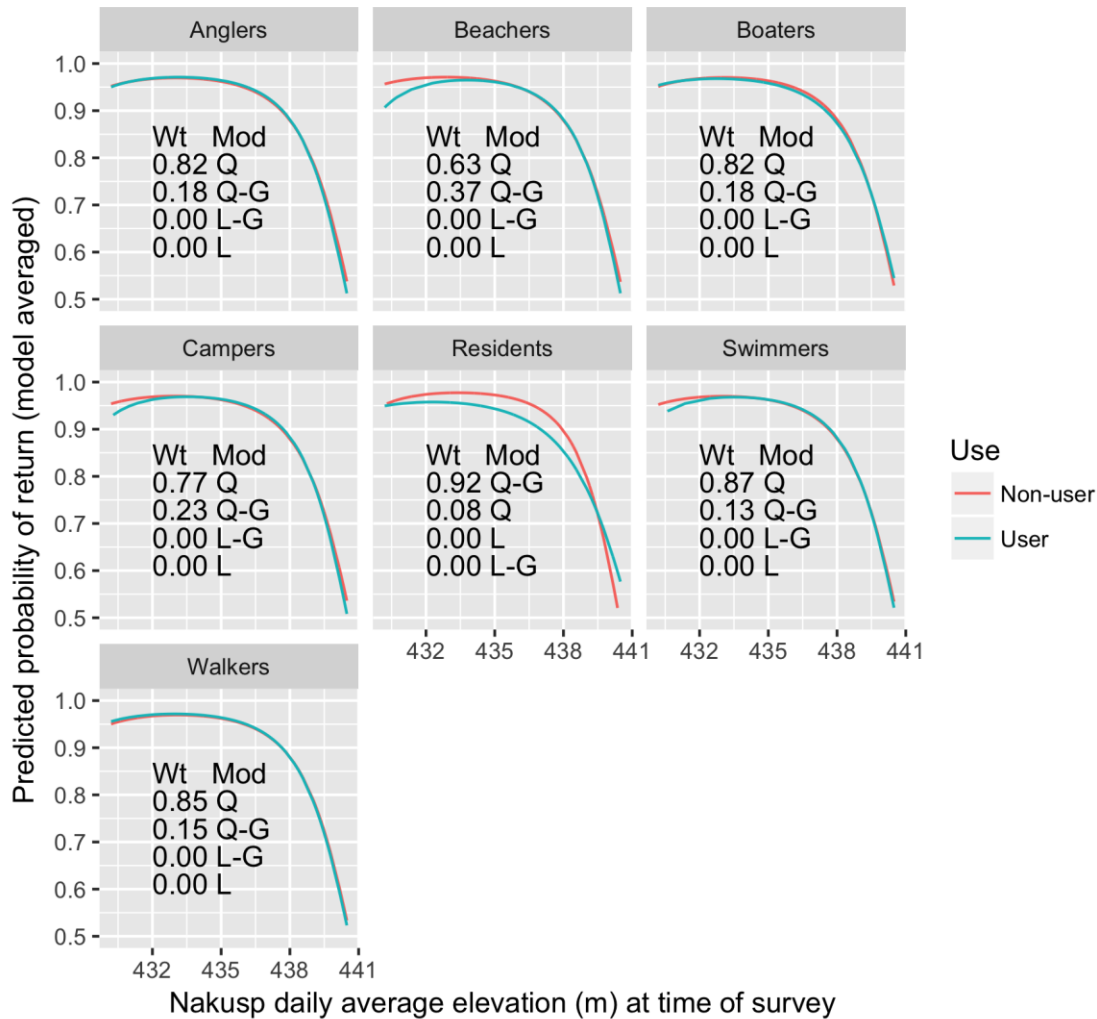 Anglers
Beachers
Boaters
1.0
0.9
0.8
0.7
0.6
0.5
Wt Mod
0.82 Q
0.18 Q-G
0.00 L-G
0.00 L
Wt Mod
0.63 Q
0.37 Q-G
0.00 L-G
0.00 L
Wt Mod
0.82 Q
0.18 Q-G
0.00 L-G
0.00 L
Campers
Residents
Swimmers
1.0
0.9
0.8
0.7
0.6
0.5
Wt Mod
0.77 Q
0.23 Q-G
0.00 L-G
0.00 L
Wt Mod
0.92 Q-G
0.08 Q
0.00 L
0.00 L-G
Wt Mod
0.87 Q
0.13 Q-G
0.00 L-G
0.00 L
432 435 438 441
432 435 438 441
Walkers
1.0
0.9
0.8
0.7
0.6
0.5
Wt Mod
0.85 Q
0.15 Q-G
0.00 L-G
0.00 L
432 435 438 441
Nakusp daily average elevation (m) at time of survey
Predicted probability of return (model averaged)
Use
Non-user
User